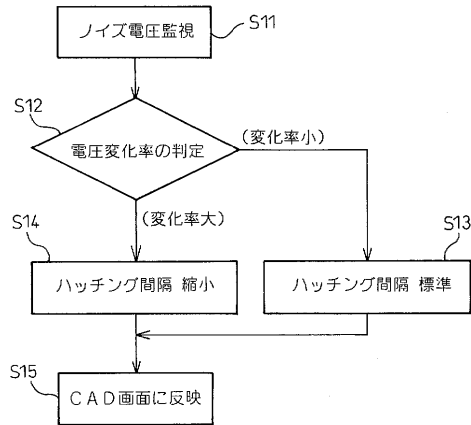 ノイズ電圧監視
S11
S12
電圧変化率の判定
(変化率小)
(変化率大)
S14
S13
ハッチング間隔 縮小
ハッチング間隔 標準
S15
CAD画面に反映